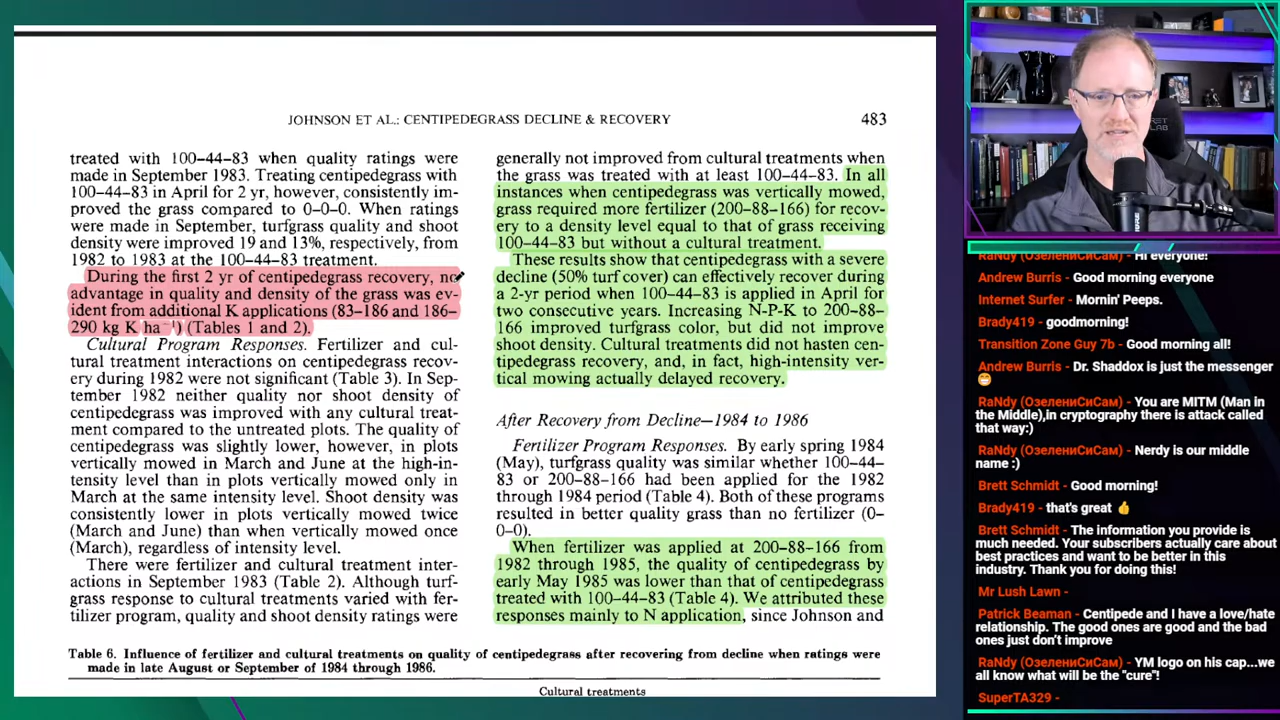 JOHNSON ET AL.: CENTIPEDEGRASS DECLINE & RECOVERY 483
treated with 100–44–83 when quality ratings were
made in September 1983. Treating centipedegrass with
100–44–83 in April for 2 yr, however, consistently im-
proved the grass compared to 0–0–0. When ratings
were made in September, turfgrass quality and shoot
density were improved 19 and 13%, respectively, from
1982 to 1983 at the 100–44–83 treatment.
During the first 2 yr of centipedegrass recovery, no
advantage in quality and density of the grass was ev-
ident from additional K applications (83–186 and 186–
290 kg K ha⁻¹) (Tables 1 and 2).
Cultural Program Responses. Fertilizer and cul-
tural treatment interactions on centipedegrass recov-
ery during 1982 were not significant (Table 3). In Sep-
tember 1982 neither quality nor shoot density of
centipedegrass was improved with any cultural treat-
ment compared to the untreated plots. The quality of
centipedegrass was slightly lower, however, in plots
vertically mowed in March and June at the high-in-
tensity level than in plots vertically mowed only in
March at the same intensity level. Shoot density was
consistently lower in plots vertically mowed twice
(March and June) than when vertically mowed once
(March), regardless of intensity level.
There were fertilizer and cultural treatment inter-
actions in September 1983 (Table 2). Although turf-
grass response to cultural treatments varied with fer-
tilizer program, quality and shoot density ratings were
generally not improved from cultural treatments when
the grass was treated with at least 100–44–83. In all
instances when centipedegrass was vertically mowed,
grass required more fertilizer (200–88–166) for recov-
ery to a density level equal to that of grass receiving
100–44–83 but without a cultural treatment.
These results show that centipedegrass with a severe
decline (50% turf cover) can effectively recover during
a 2-yr period when 100–44–83 is applied in April for
two consecutive years. Increasing N-P-K to 200–88–
166 improved turfgrass color, but did not improve
shoot density. Cultural treatments did not hasten cen-
tipedegrass recovery, and, in fact, high-intensity ver-
tical mowing actually delayed recovery.
After Recovery from Decline—1984 to 1986
Fertilizer Program Responses. By early spring 1984
(May), turfgrass quality was similar whether 100–44–
83 or 200–88–166 had been applied for the 1982
through 1984 period (Table 4). Both of these programs
resulted in better quality grass than no fertilizer (0–
0–0).
When fertilizer was applied at 200–88–166 from
1982 through 1985, the quality of centipedegrass by
early May 1985 was lower than that of centipedegrass
treated with 100–44–83 (Table 4). We attributed these
responses mainly to N application, since Johnson and
Table 6. Influence of fertilizer and cultural treatments on quality of centipedegrass after recovering from decline when ratings were
made in late August or September of 1984 through 1986.
Cultural treatments
RaNdy (ОзелениСиСам) - Hi everyone!
Andrew Burris - Good morning everyone
Internet Surfer - Mornin' Peeps.
Brady419 - goodmorning!
Transition Zone Guy 7b - Good morning all!
Andrew Burris - Dr. Shaddox is just the messenger
😁
RaNdy (ОзелениСиСам) - You are MITM (Man in
the Middle),in cryptography there is attack called
that way:)
RaNdy (ОзелениСиСам) - Nerdy is our middle
name :)
Brett Schmidt - Good morning!
Brady419 - that's great 👍
Brett Schmidt - The information you provide is
much needed. Your subscribers actually care about
best practices and want to be better in this
industry. Thank you for doing this!
Mr Lush Lawn -
Patrick Beaman - Centipede and I have a love/hate
relationship. The good ones are good and the bad
ones just don't improve
RaNdy (ОзелениСиСам) - YM logo on his cap...we
all know what will be the "cure"!
SuperTA329 -